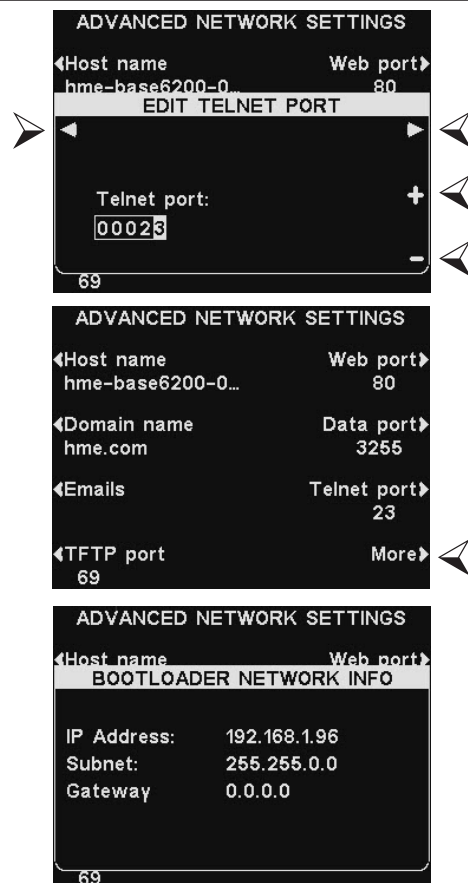 ADVANCED NETWORK SETTINGS
Host name Web port
hme-base6200-0… 80
EDIT TELNET PORT
Telnet port:
00023
+
-
69
ADVANCED NETWORK SETTINGS
Host name Web port
hme-base6200-0… 80
Domain name Data port
hme.com 3255
Emails Telnet port
23
TFTP port More
69
ADVANCED NETWORK SETTINGS
Host name Web port
BOOTLOADER NETWORK INFO
IP Address: 192.168.1.96
Subnet: 255.255.0.0
Gateway 0.0.0.0
69